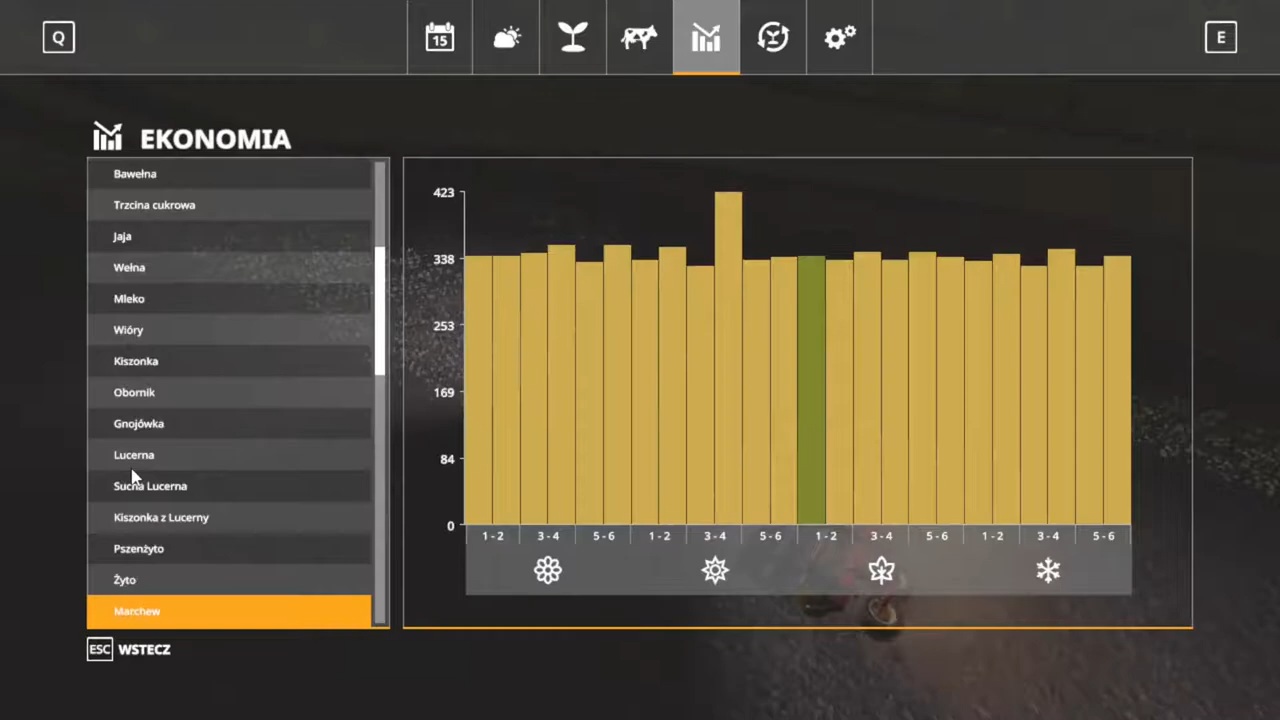 Q
15
E
EKONOMIA
Bawełna
Trzcina cukrowa
Jaja
Wełna
Mleko
Wióry
Kiszonka
Obornik
Gnojówka
Lucerna
Sucha Lucerna
Kiszonka z Lucerny
Pszenżyto
Żyto
Marchew
423
338
253
169
84
0
1 - 2 3 - 4 5 - 6 1 - 2 3 - 4 5 - 6 1 - 2 3 - 4 5 - 6 1 - 2 3 - 4 5 - 6
ESC WSTECZ